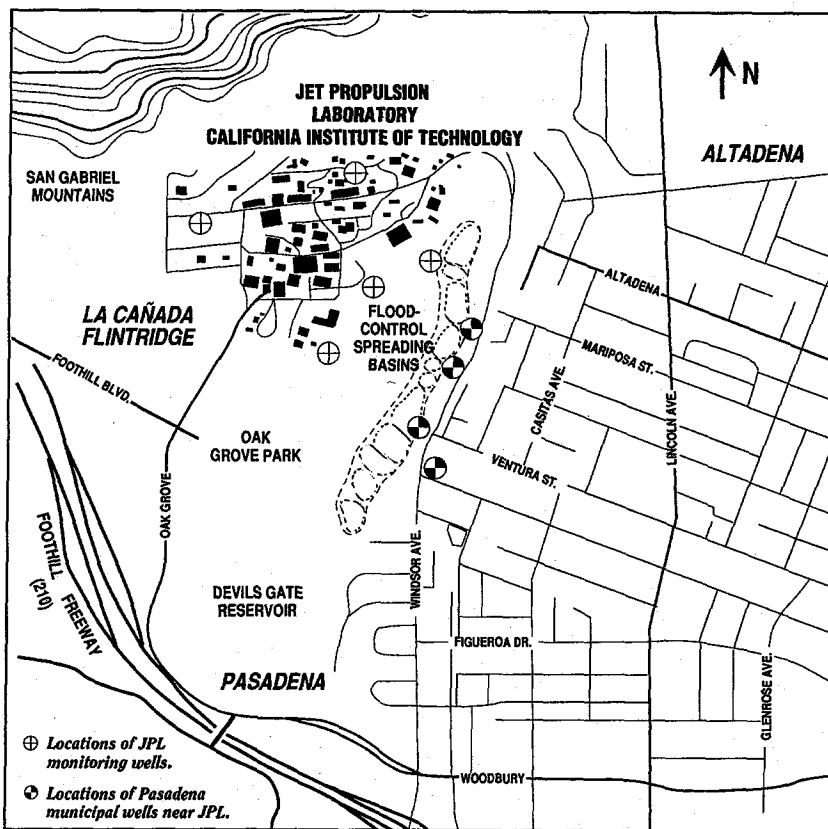 JET PROPULSION
LABORATORY
CALIFORNIA INSTITUTE OF TECHNOLOGY
N
ALTADENA
SAN GABRIEL
MOUNTAINS
ALTADENA
LA CAÑADA
FLINTRIDGE
FLOOD-
CONTROL
SPREADING
BASINS
MARIPOSA ST.
FOOTHILL BLVD.
CASITAS AVE.
LINCOLN AVE.
OAK
GROVE PARK
VENTURA ST.
OAK GROVE
FOOTHILL FREEWAY
(210)
WINDSOR AVE.
DEVILS GATE
RESERVOIR
FIGUEROA DR.
GLENROSE AVE.
PASADENA
WOODBURY
Locations of JPL
monitoring wells.
Locations of Pasadena
municipal wells near JPL.